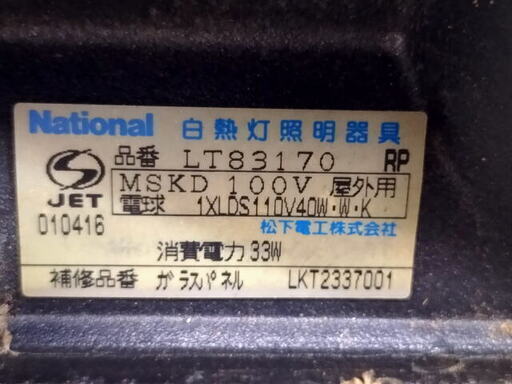 National 白熱灯照明器具
品番 LT83170 RP
MSKD 100V 屋外用
電球 1XLDS110V40W・W・K
JET
010416
松下電工株式会社
消費電力 33W
補修品番 ガラスパネル LKT2337001